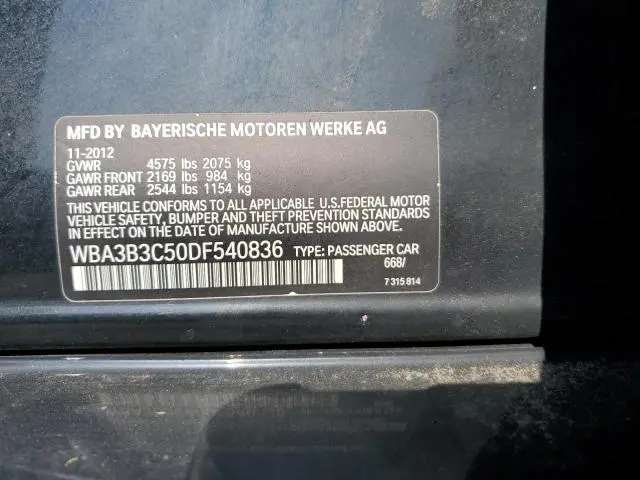 MFD BY BAYERISCHE MOTOREN WERKE AG
11-2012
GVWR 4575 lbs 2075 kg
GAWR FRONT 2169 lbs 984 kg
GAWR REAR 2544 lbs 1154 kg
THIS VEHICLE CONFORMS TO ALL APPLICABLE U.S.FEDERAL MOTOR
VEHICLE SAFETY, BUMPER AND THEFT PREVENTION STANDARDS
IN EFFECT ON THE DATE OF MANUFACTURE SHOWN ABOVE.
WBA3B3C50DF540836 TYPE: PASSENGER CAR
668/
7 315 814